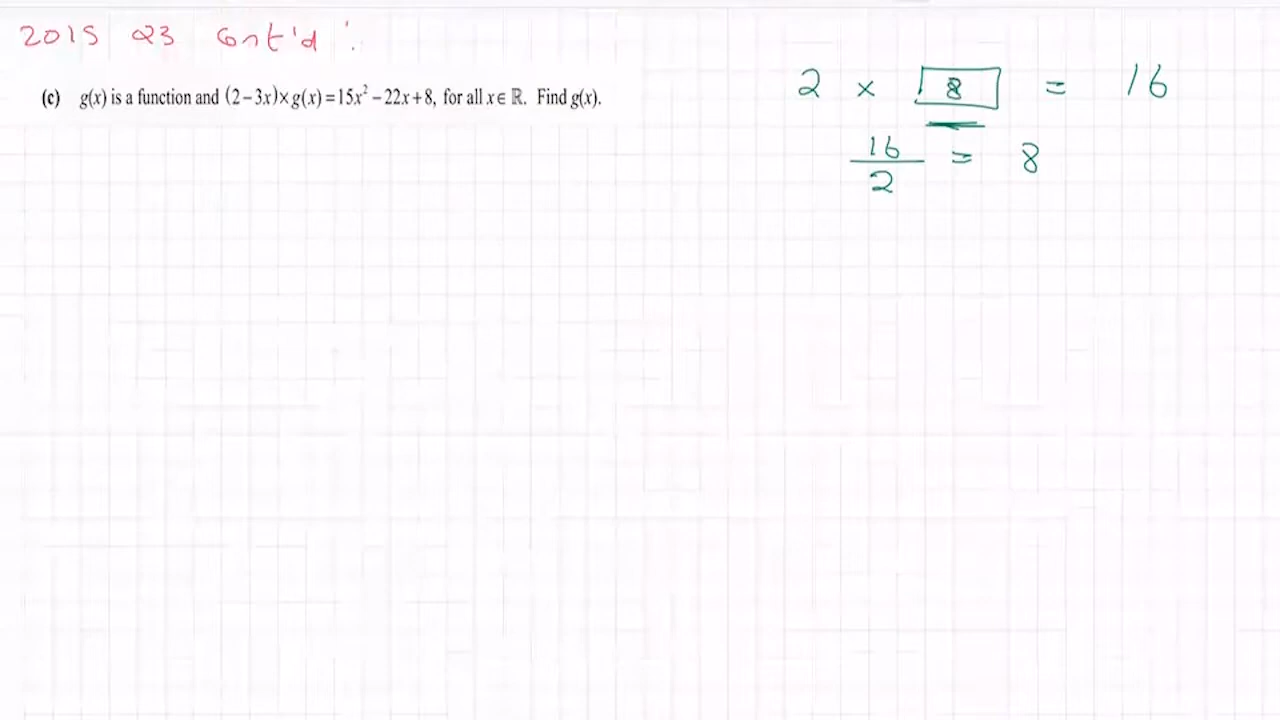 2015 Q3 Cont'd :
(c) g(x) is a function and (2−3x)×g(x)=15x²−22x+8, for all x∈ℝ. Find g(x).
2 × 8 = 16
16/2 = 8